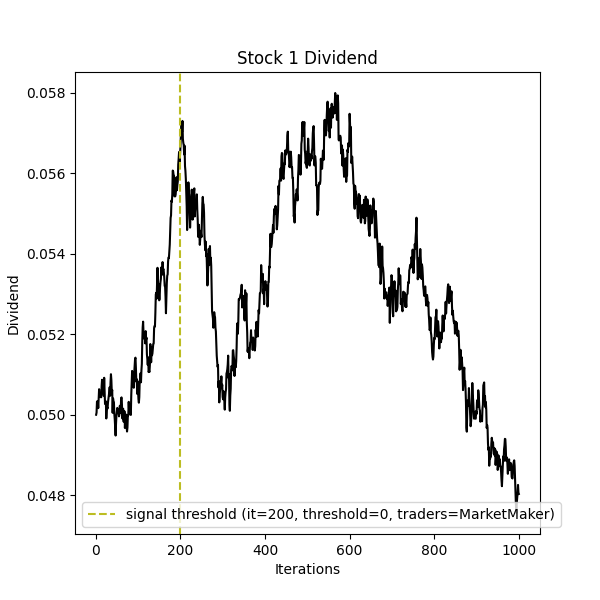 Stock 1 Dividend
0.058
0.056
0.054
0.052
0.050
0.048
Dividend
signal threshold (it=200, threshold=0, traders=MarketMaker)
0 200 400 600 800 1000
Iterations